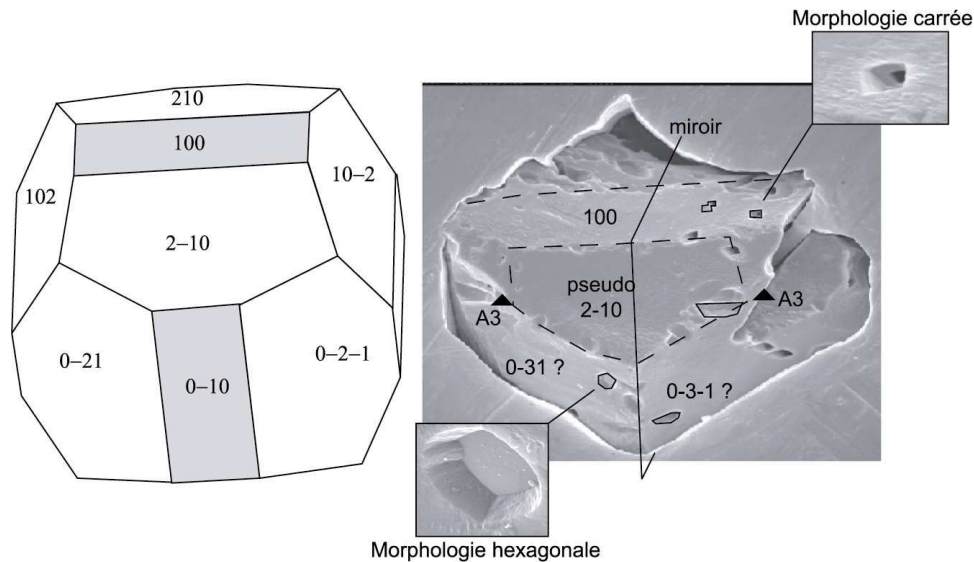 210
100
102
10–2
2–10
0–21
0–10
0–2–1
Morphologie carrée
miroir
100
pseudo
2-10
A3
A3
0-31 ?
0-3-1 ?
Morphologie hexagonale